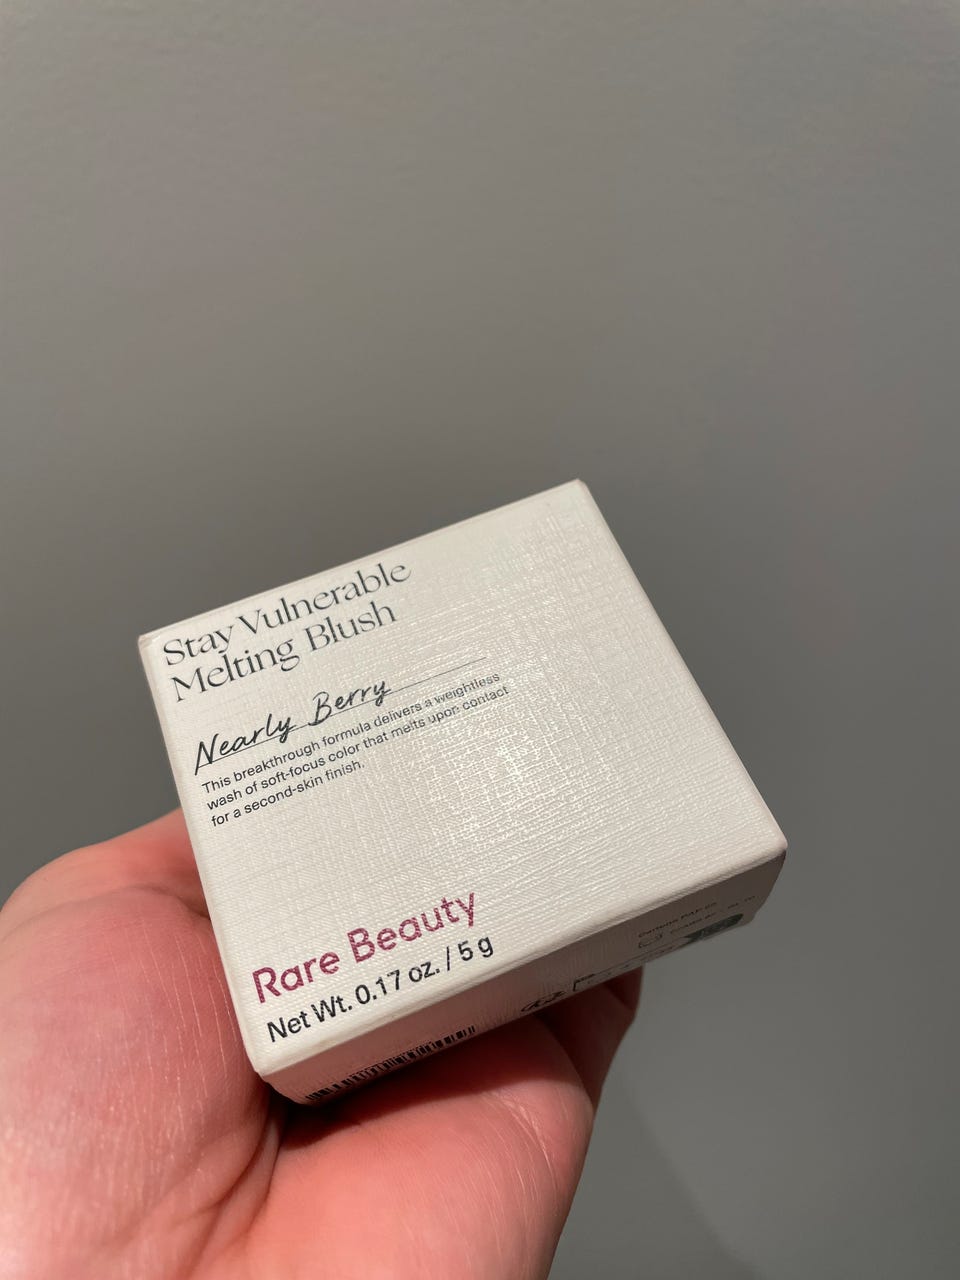 Stay Vulnerable
Melting Blush
Nearly Berry
This breakthrough formula delivers a weightless
wash of soft-focus color that melts upon contact
for a second-skin finish.
Rare Beauty
Net Wt. 0.17 oz. / 5 g